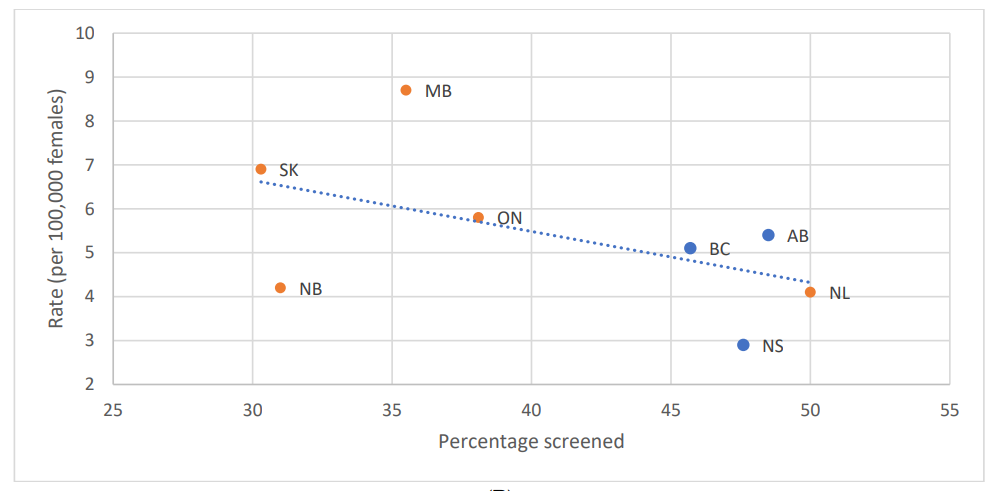 10
9
MB
8
7
SK
6
ON
AB
5
BC
NB
4
NL
3
NS
2
Rate (per 100,000 females)
25 30 35 40 45 50 55
Percentage screened